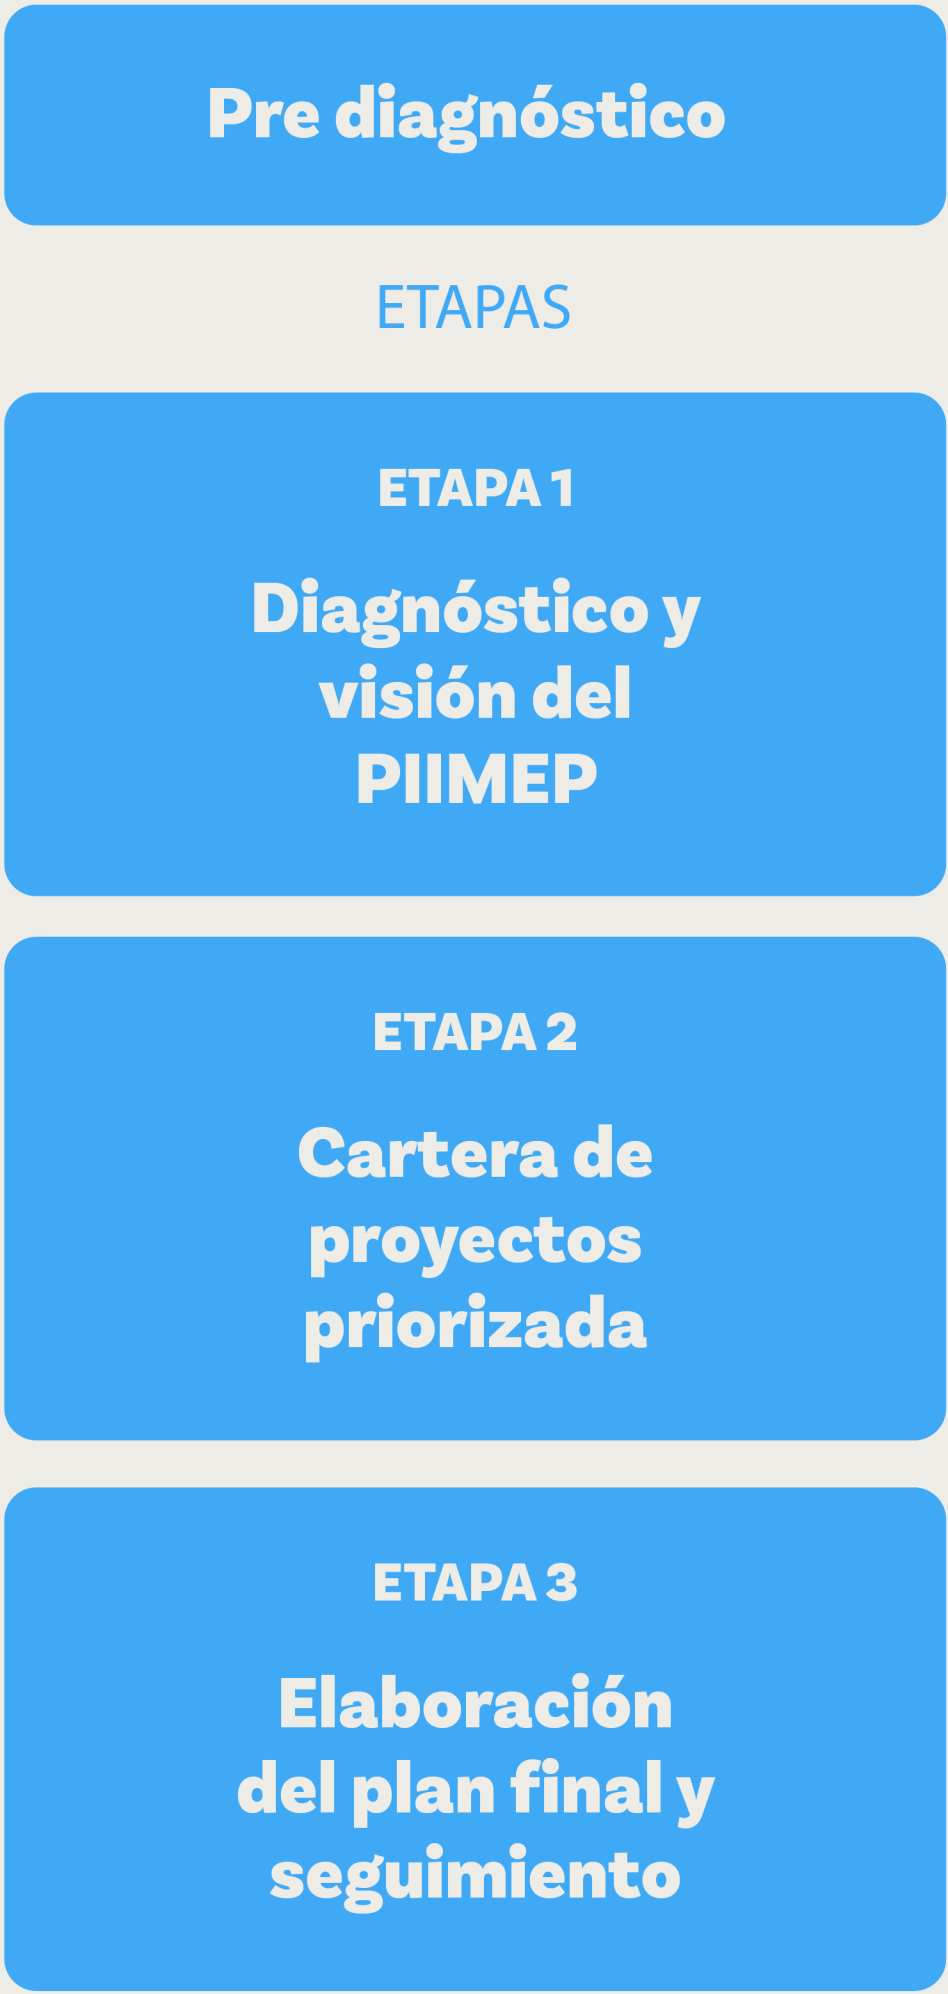 Pre diagnóstico
ETAPAS
ETAPA 1
Diagnóstico y
visión del
PIIMEP
ETAPA 2
Cartera de
proyectos
priorizada
ETAPA 3
Elaboración
del plan final y
seguimiento